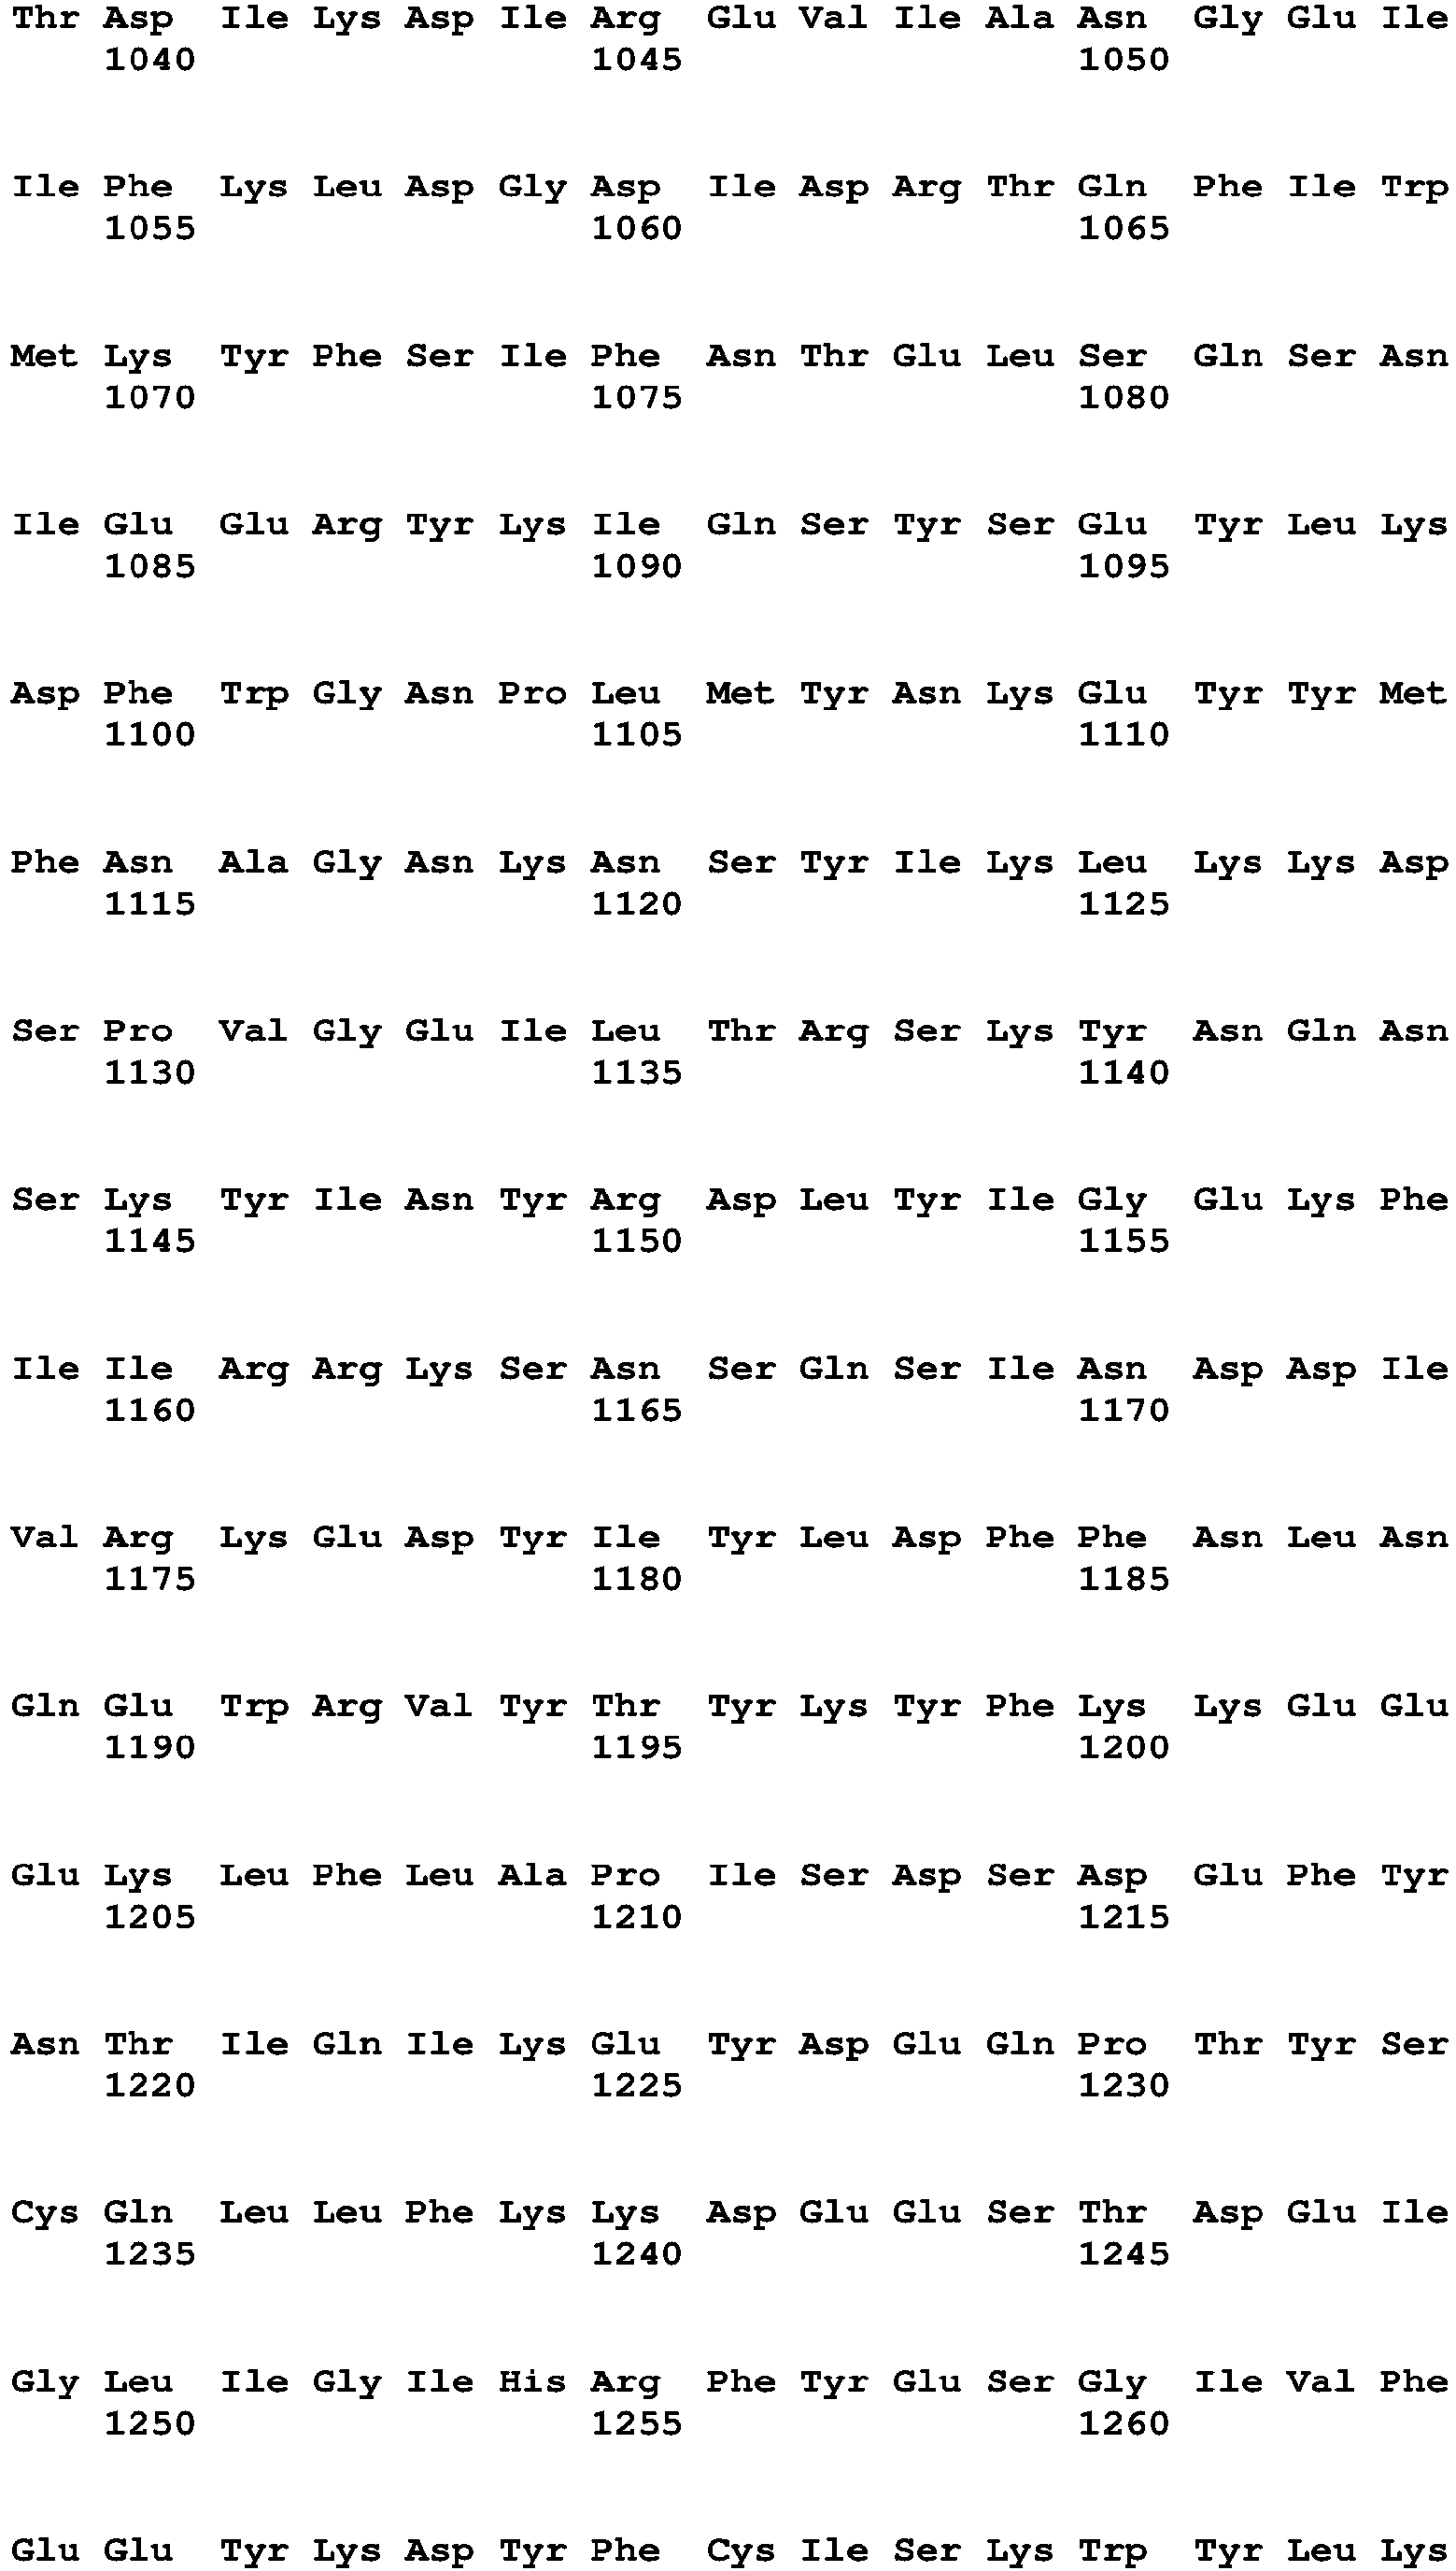 Thr Asp Ile Lys Asp Ile Arg Glu Val Ile Ala Asn Gly Glu Ile
1040 1045 1050
Ile Phe Lys Leu Asp Gly Asp Ile Asp Arg Thr Gln Phe Ile Trp
1055 1060 1065
Met Lys Tyr Phe Ser Ile Phe Asn Thr Glu Leu Ser Gln Ser Asn
1070 1075 1080
Ile Glu Glu Arg Tyr Lys Ile Gln Ser Tyr Ser Glu Tyr Leu Lys
1085 1090 1095
Asp Phe Trp Gly Asn Pro Leu Met Tyr Asn Lys Glu Tyr Tyr Met
1100 1105 1110
Phe Asn Ala Gly Asn Lys Asn Ser Tyr Ile Lys Leu Lys Lys Asp
1115 1120 1125
Ser Pro Val Gly Glu Ile Leu Thr Arg Ser Lys Tyr Asn Gln Asn
1130 1135 1140
Ser Lys Tyr Ile Asn Tyr Arg Asp Leu Tyr Ile Gly Glu Lys Phe
1145 1150 1155
Ile Ile Arg Arg Lys Ser Asn Ser Gln Ser Ile Asn Asp Asp Ile
1160 1165 1170
Val Arg Lys Glu Asp Tyr Ile Tyr Leu Asp Phe Phe Asn Leu Asn
1175 1180 1185
Gln Glu Trp Arg Val Tyr Thr Tyr Lys Tyr Phe Lys Lys Glu Glu
1190 1195 1200
Glu Lys Leu Phe Leu Ala Pro Ile Ser Asp Ser Asp Glu Phe Tyr
1205 1210 1215
Asn Thr Ile Gln Ile Lys Glu Tyr Asp Glu Gln Pro Thr Tyr Ser
1220 1225 1230
Cys Gln Leu Leu Phe Lys Lys Asp Glu Glu Ser Thr Asp Glu Ile
1235 1240 1245
Gly Leu Ile Gly Ile His Arg Phe Tyr Glu Ser Gly Ile Val Phe
1250 1255 1260
Glu Glu Tyr Lys Asp Tyr Phe Cys Ile Ser Lys Trp Tyr Leu Lys